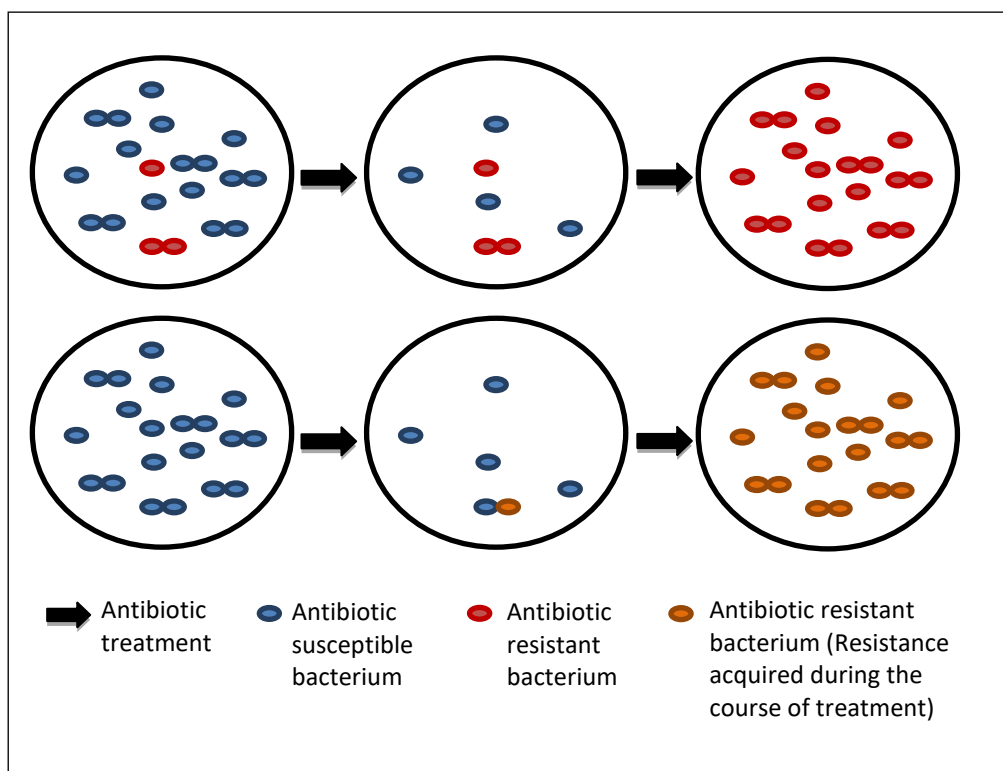 Antibiotic
treatment
Antibiotic
susceptible
bacterium
Antibiotic
resistant
bacterium
Antibiotic resistant
bacterium (Resistance
acquired during the
course of treatment)